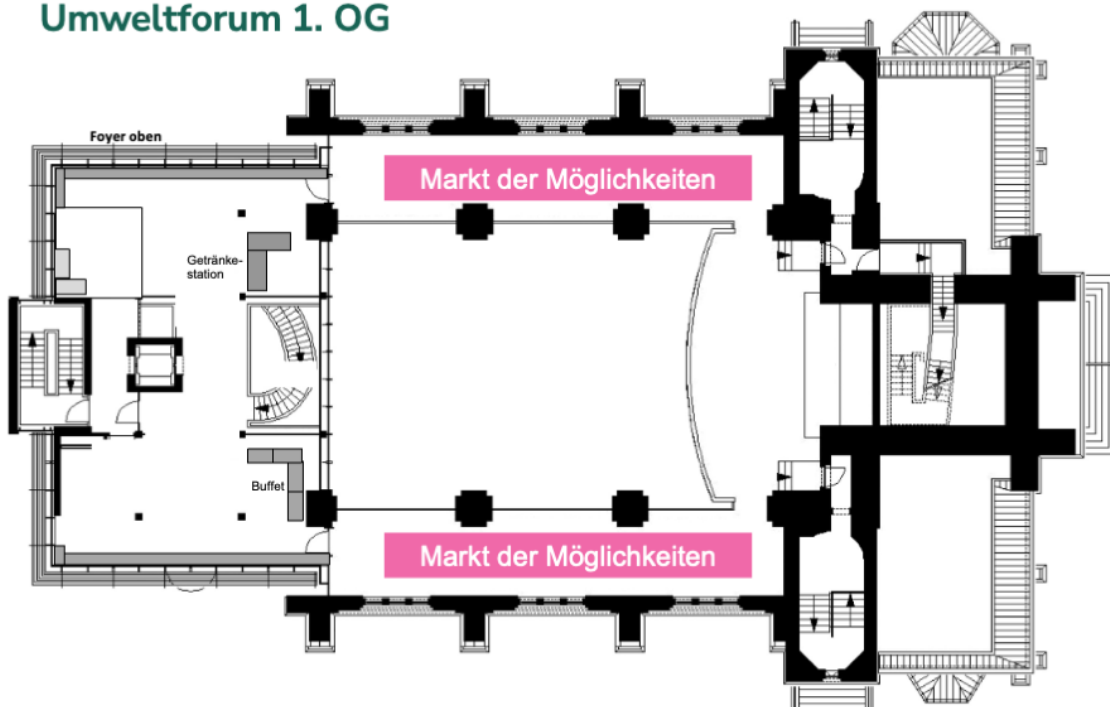 Umweltforum 1. OG
Foyer oben
Markt der Möglichkeiten
Getränke-
station
Buffet
Markt der Möglichkeiten